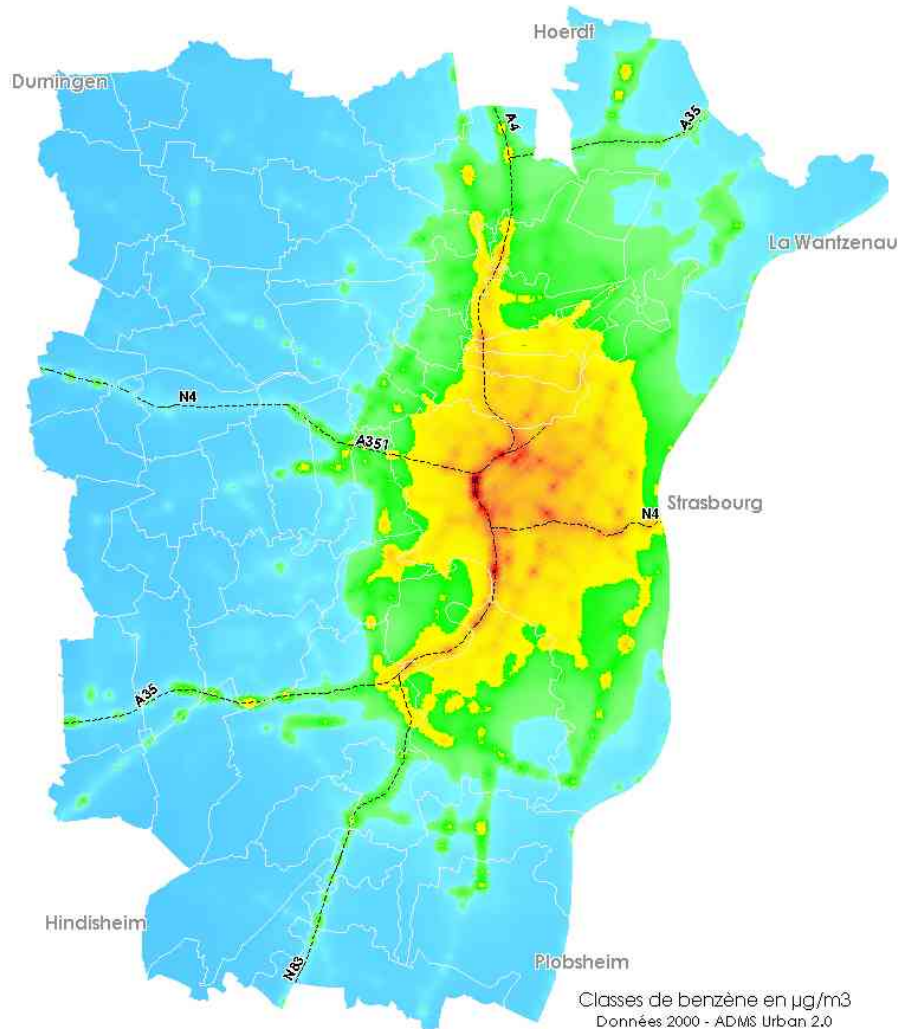 Hoerdt
Durningen
A4
A35
La Wantzenau
N4
A351
Strasbourg
N4
A35
Hindisheim
N83
Plobsheim
Classes de benzène en µg/m3
Données 2000 - ADMS Urban 2.0